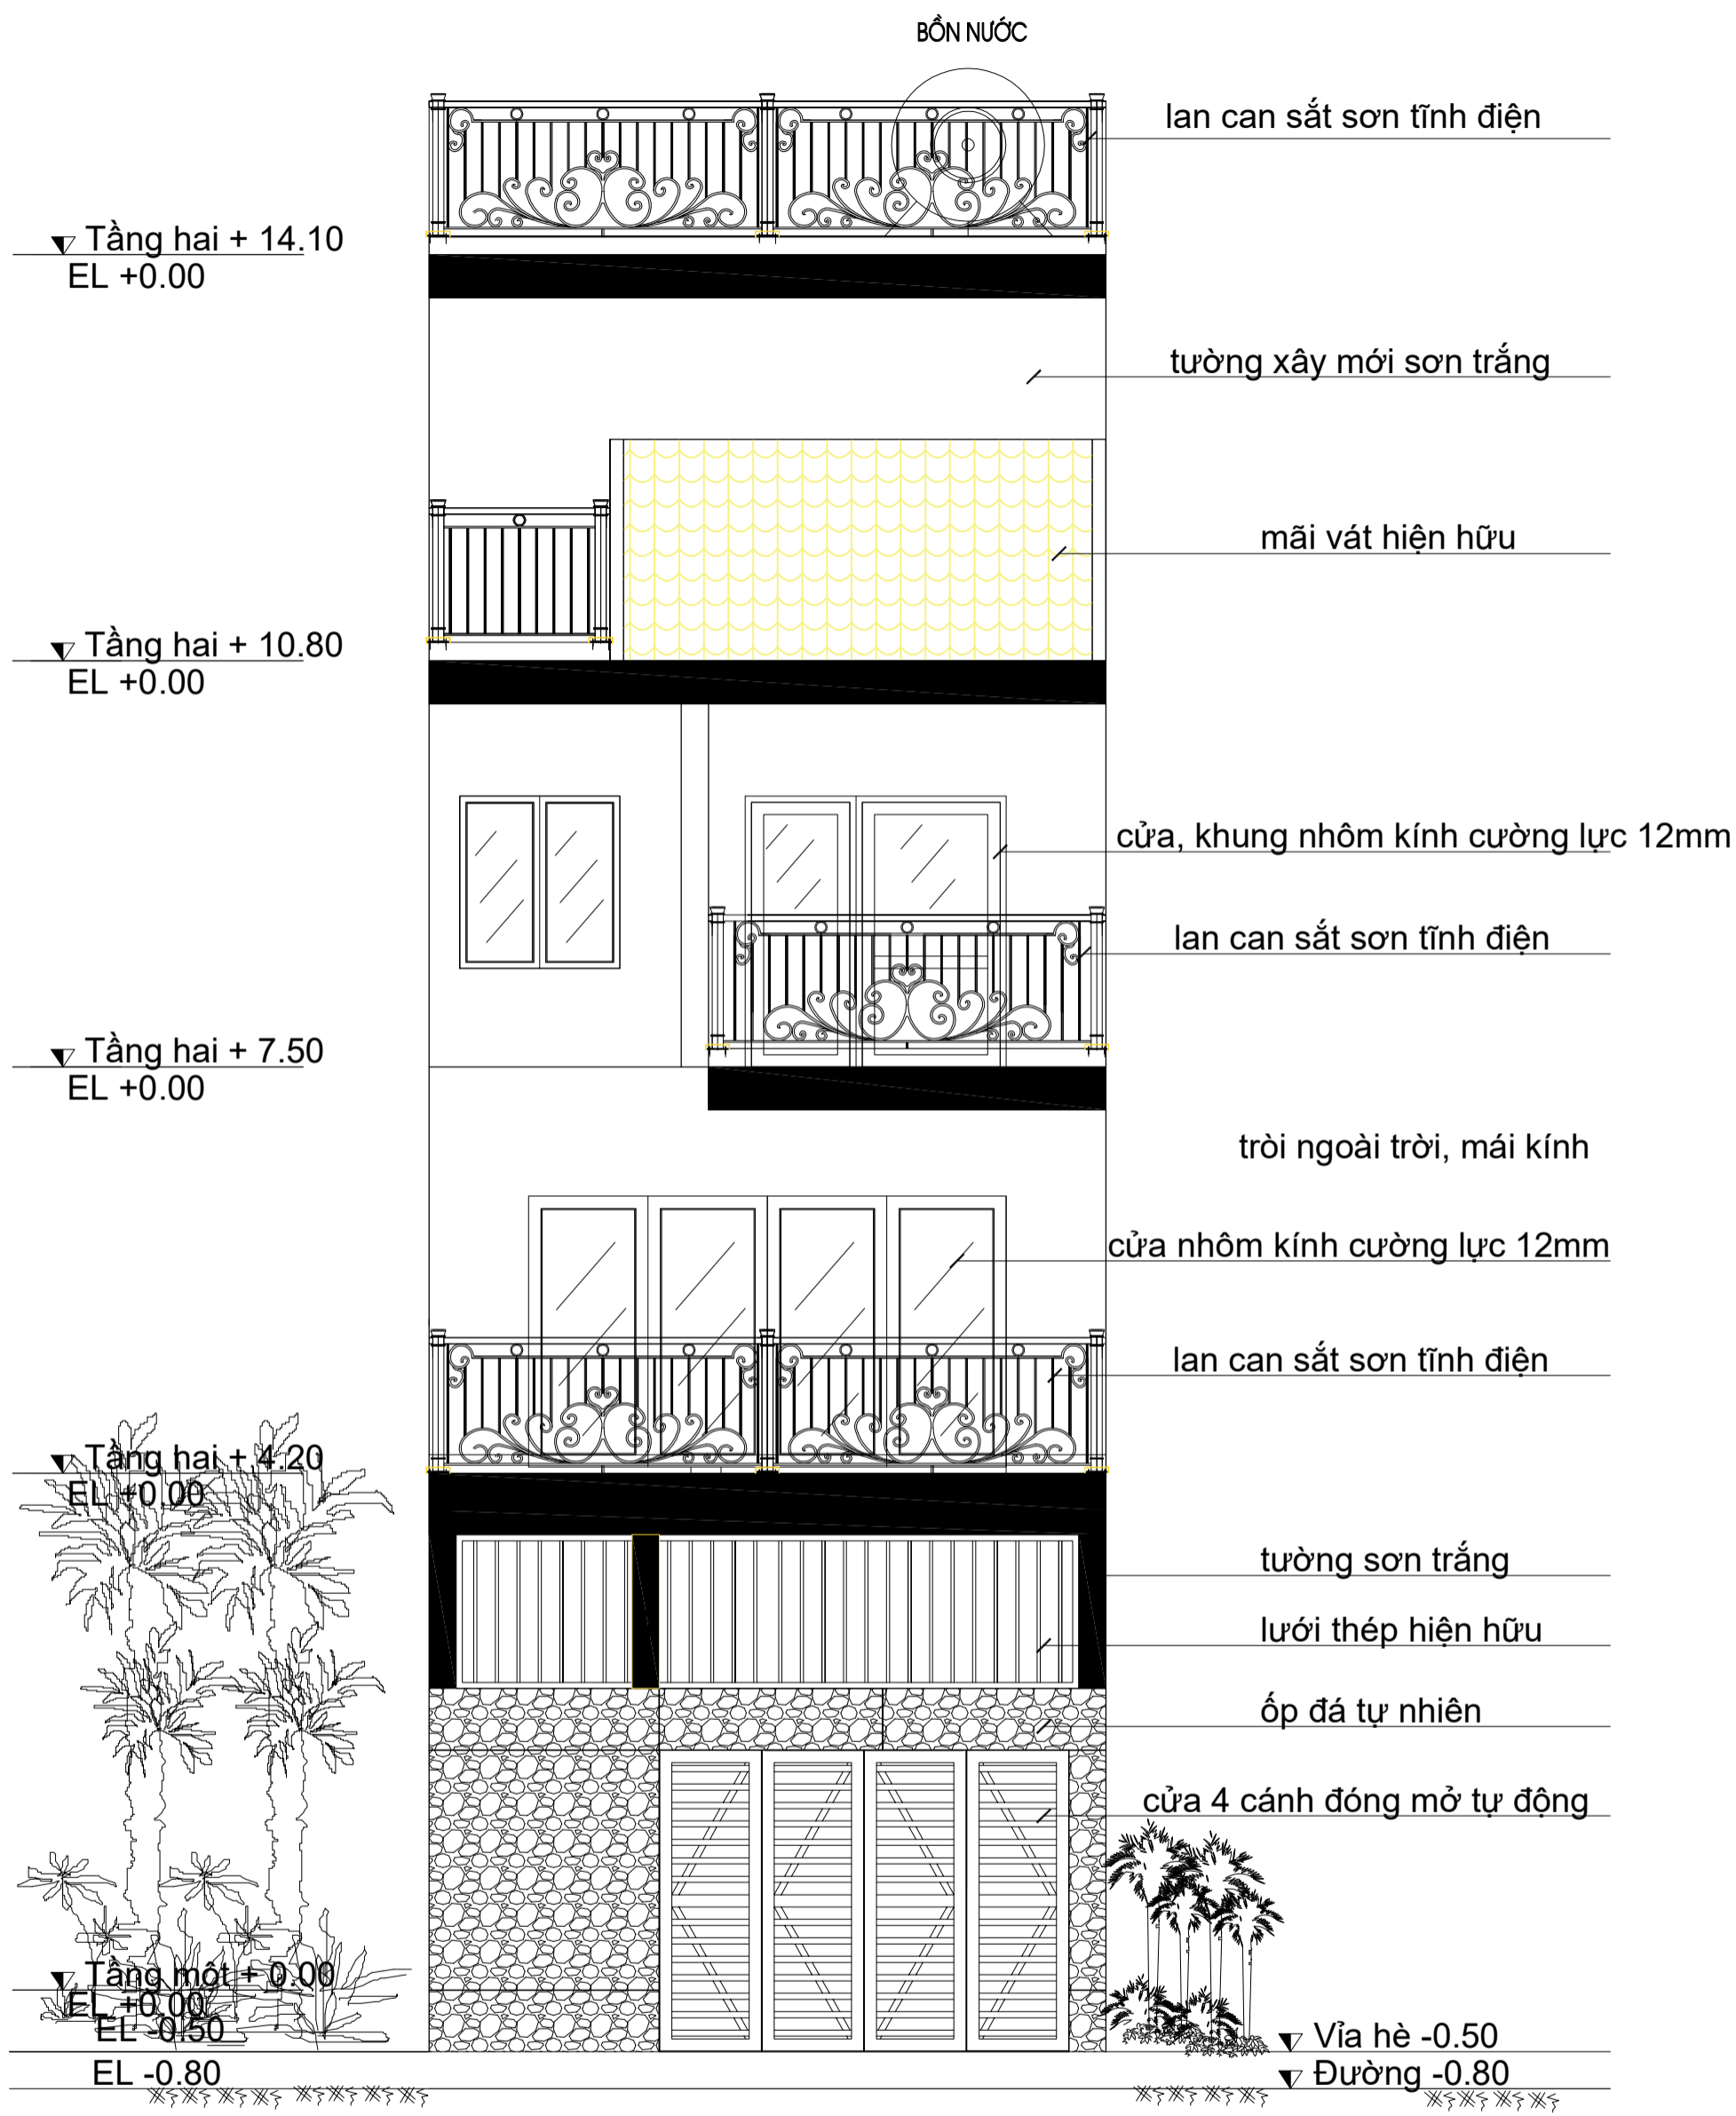 BỒN NƯỚC
lan can sắt sơn tĩnh điện
Tầng hai + 14.10
EL +0.00
tường xây mới sơn trắng
mãi vát hiện hữu
Tầng hai + 10.80
EL +0.00
cửa, khung nhôm kính cường lực 12mm
lan can sắt sơn tĩnh điện
Tầng hai + 7.50
EL +0.00
tròi ngoài trời, mái kính
cửa nhôm kính cường lực 12mm
lan can sắt sơn tĩnh điện
Tầng hai + 4.20
EL +0.00
tường sơn trắng
lưới thép hiện hữu
ốp đá tự nhiên
cửa 4 cánh đóng mở tự động
Tầng một + 0.00
EL +0.00
EL -0.50
Vỉa hè -0.50
EL -0.80
Đường -0.80